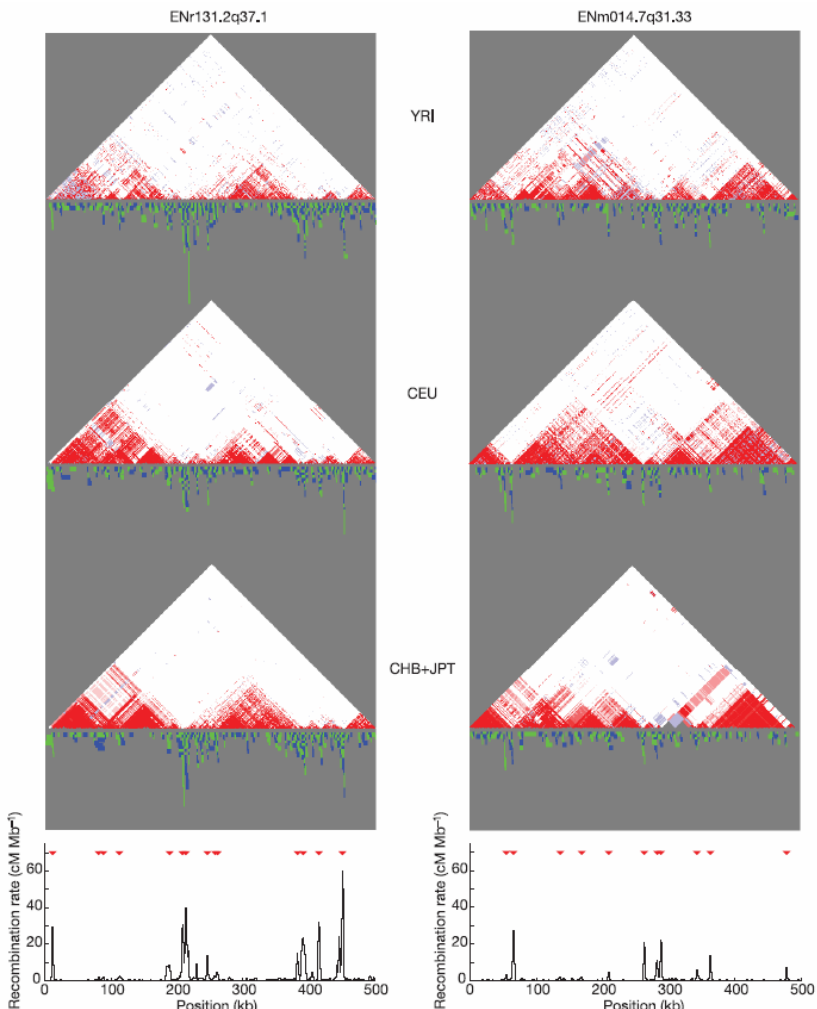 ENr131.2q37.1
ENm014.7q31.33
YRI
CEU
CHB+JPT
Recombination rate (cM Mb⁻¹)
60
40
20
0
0
100
200
300
400
500
Position (kb)
Recombination rate (cM Mb⁻¹)
60
40
20
0
0
100
200
300
400
500
Position (kb)